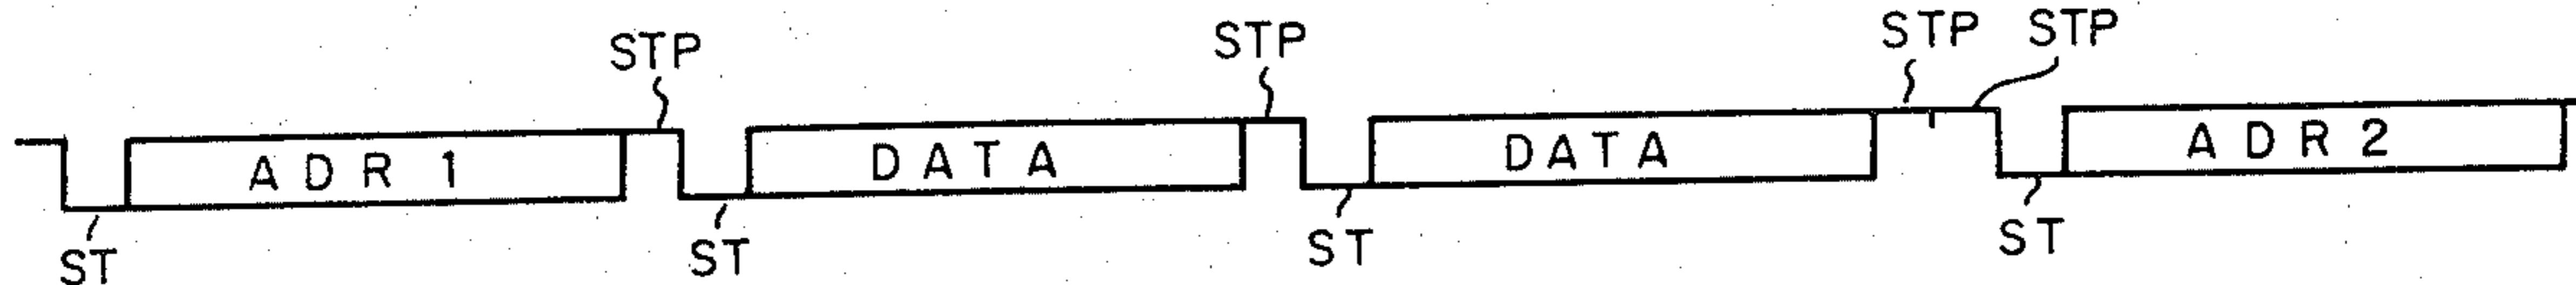 STP STP STP STP
ADR 1 DATA DATA ADR 2
ST ST ST ST